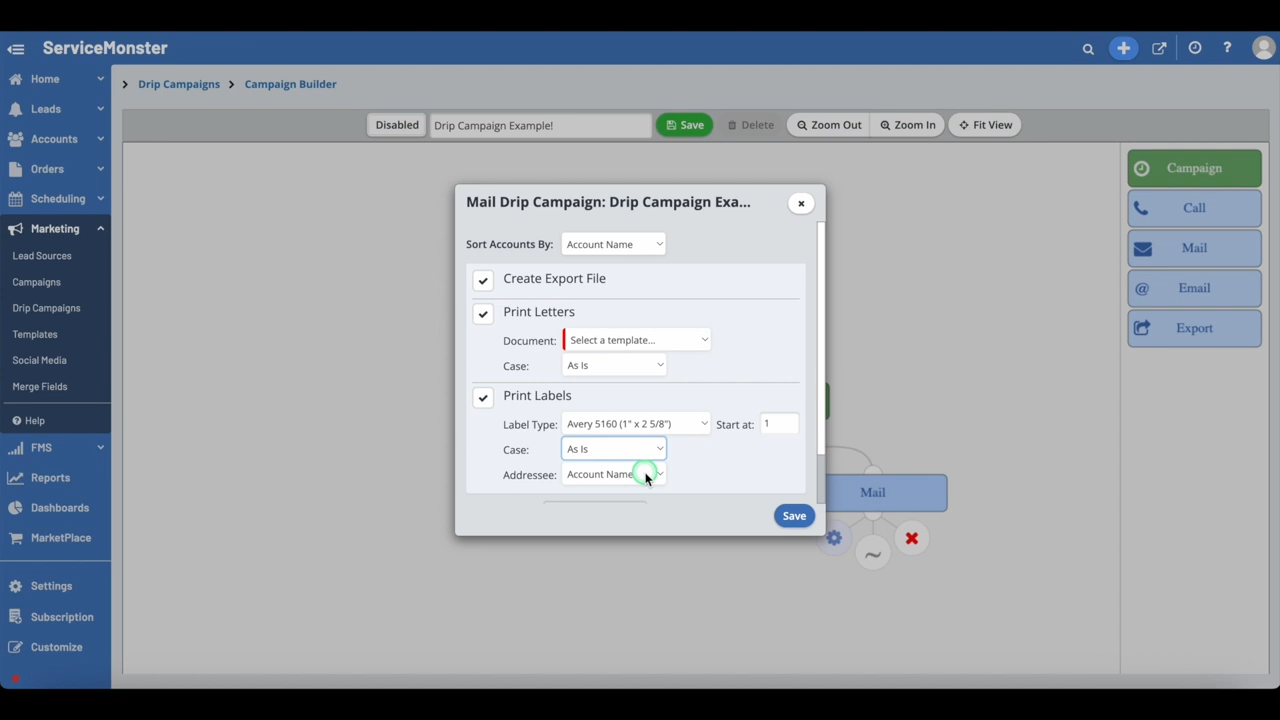 ServiceMonster
Home
Leads
Accounts
Orders
Scheduling
Marketing
Lead Sources
Campaigns
Drip Campaigns
Templates
Social Media
Merge Fields
Help
FMS
Reports
Dashboards
MarketPlace
Settings
Subscription
Customize
Drip Campaigns Campaign Builder
Disabled Drip Campaign Example! Save Delete Zoom Out Zoom In Fit View
Mail Drip Campaign: Drip Campaign Exa...
Sort Accounts By: Account Name
Create Export File
Print Letters
Document: Select a template...
Case: As Is
Print Labels
Label Type: Avery 5160 (1" x 2 5/8") Start at: 1
Case: As Is
Addressee: Account Name
Save
Mail
Campaign
Call
Mail
@ Email
Export